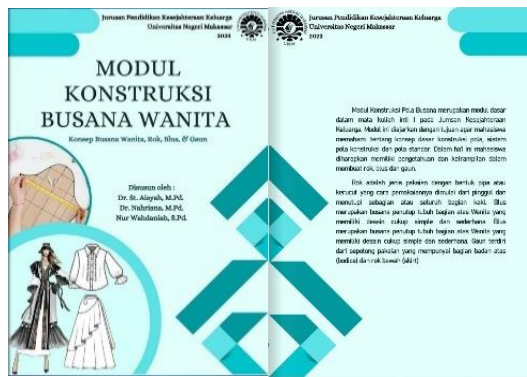 Jurusan Pendidikan Kesejahteraan Keluarga
Universitas Negeri Makassar
2023
MODUL
KONSTRUKSI
BUSANA WANITA
Konsep Busana Wanita, Rok, Blus, & Gaun
Disusun oleh :
Dr. St. Aisyah, M.Pd.
Dr. Nahriana, M.Pd.
Nur Wahdaniah, S.Pd.
Jurusan Pendidikan Kesejahteraan Keluarga
Universitas Negeri Makassar
2023
Modul Konstruksi Pola Busana merupakan modul dasar
dalam mata kuliah inti I pada Jurusan Kesejahteraan
Keluarga. Modul ini diajarkan dengan tujuan agar mahasiswa
memahami tentang konsep dasar konstruksi pola, sistem
pola konstruksi dan pola standar. Dalam hal ini mahasiswa
diharapkan memiliki pengetahuan dan keterampilan dalam
membuat rok, blus dan gaun.
Rok adalah jenis pakaian dengan bentuk pipa atau
kerucut yang cara pemakaiannya dimulai dari pinggul dan
menutupi sebagian atau seluruh bagian kaki. Blus
merupakan busana penutup tubuh bagian atas Wanita yang
memiliki desain cukup simple dan sederhana. Blus
merupakan busana penutup tubuh bagian atas Wanita yang
memiliki desain cukup simple dan sederhana. Gaun terdiri
dari sepotong pakaian yang mempunyai bagian badan atas
(bodice) dan rok bawah (skirt)